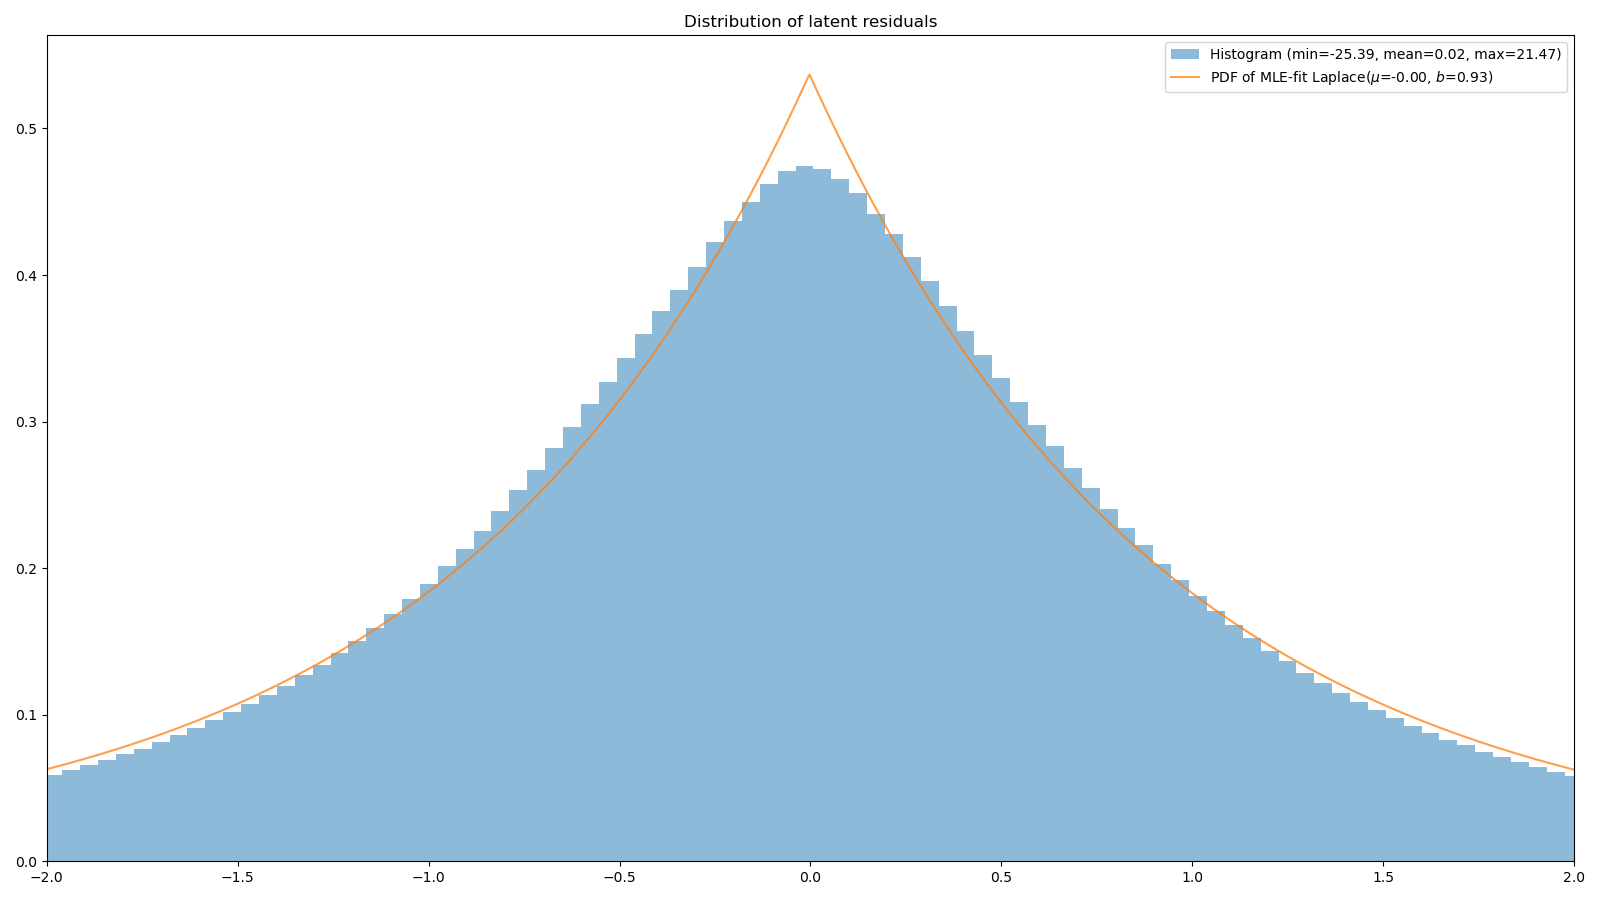 Distribution of latent residuals
Histogram (min=-25.39, mean=0.02, max=21.47)
PDF of MLE-fit Laplace(μ=-0.00, b=0.93)
0.5
0.4
0.3
0.2
0.1
0.0
−2.0 −1.5 −1.0 −0.5 0.0 0.5 1.0 1.5 2.0